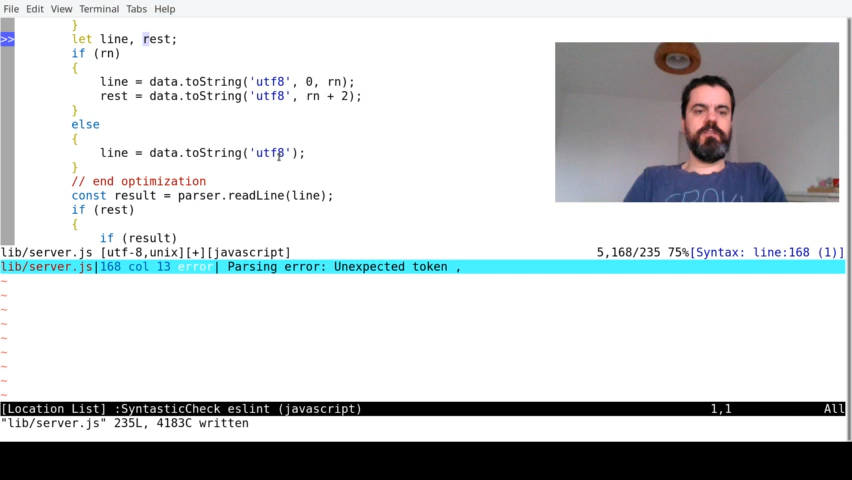 File Edit View Terminal Tabs Help
}
>> let line, rest;
if (rn)
{
line = data.toString('utf8', 0, rn);
rest = data.toString('utf8', rn + 2);
}
else
{
line = data.toString('utf8');
}
// end optimization
const result = parser.readLine(line);
if (rest)
{
if (result)
lib/server.js [utf-8,unix][+][javascript] 5,168/235 75%[Syntax: line:168 (1)]
lib/server.js|168 col 13 error| Parsing error: Unexpected token ,
~
~
~
~
~
~
~
~
~
[Location List] :SyntasticCheck eslint (javascript) 1,1 All
"lib/server.js" 235L, 4183C written